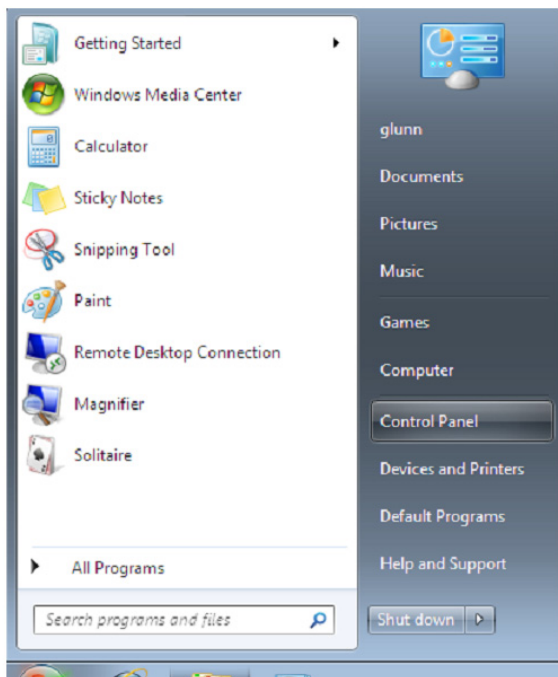 Getting Started
Windows Media Center
Calculator
Sticky Notes
Snipping Tool
Paint
Remote Desktop Connection
Magnifier
Solitaire
All Programs
Search programs and files
glunn
Documents
Pictures
Music
Games
Computer
Control Panel
Devices and Printers
Default Programs
Help and Support
Shut down